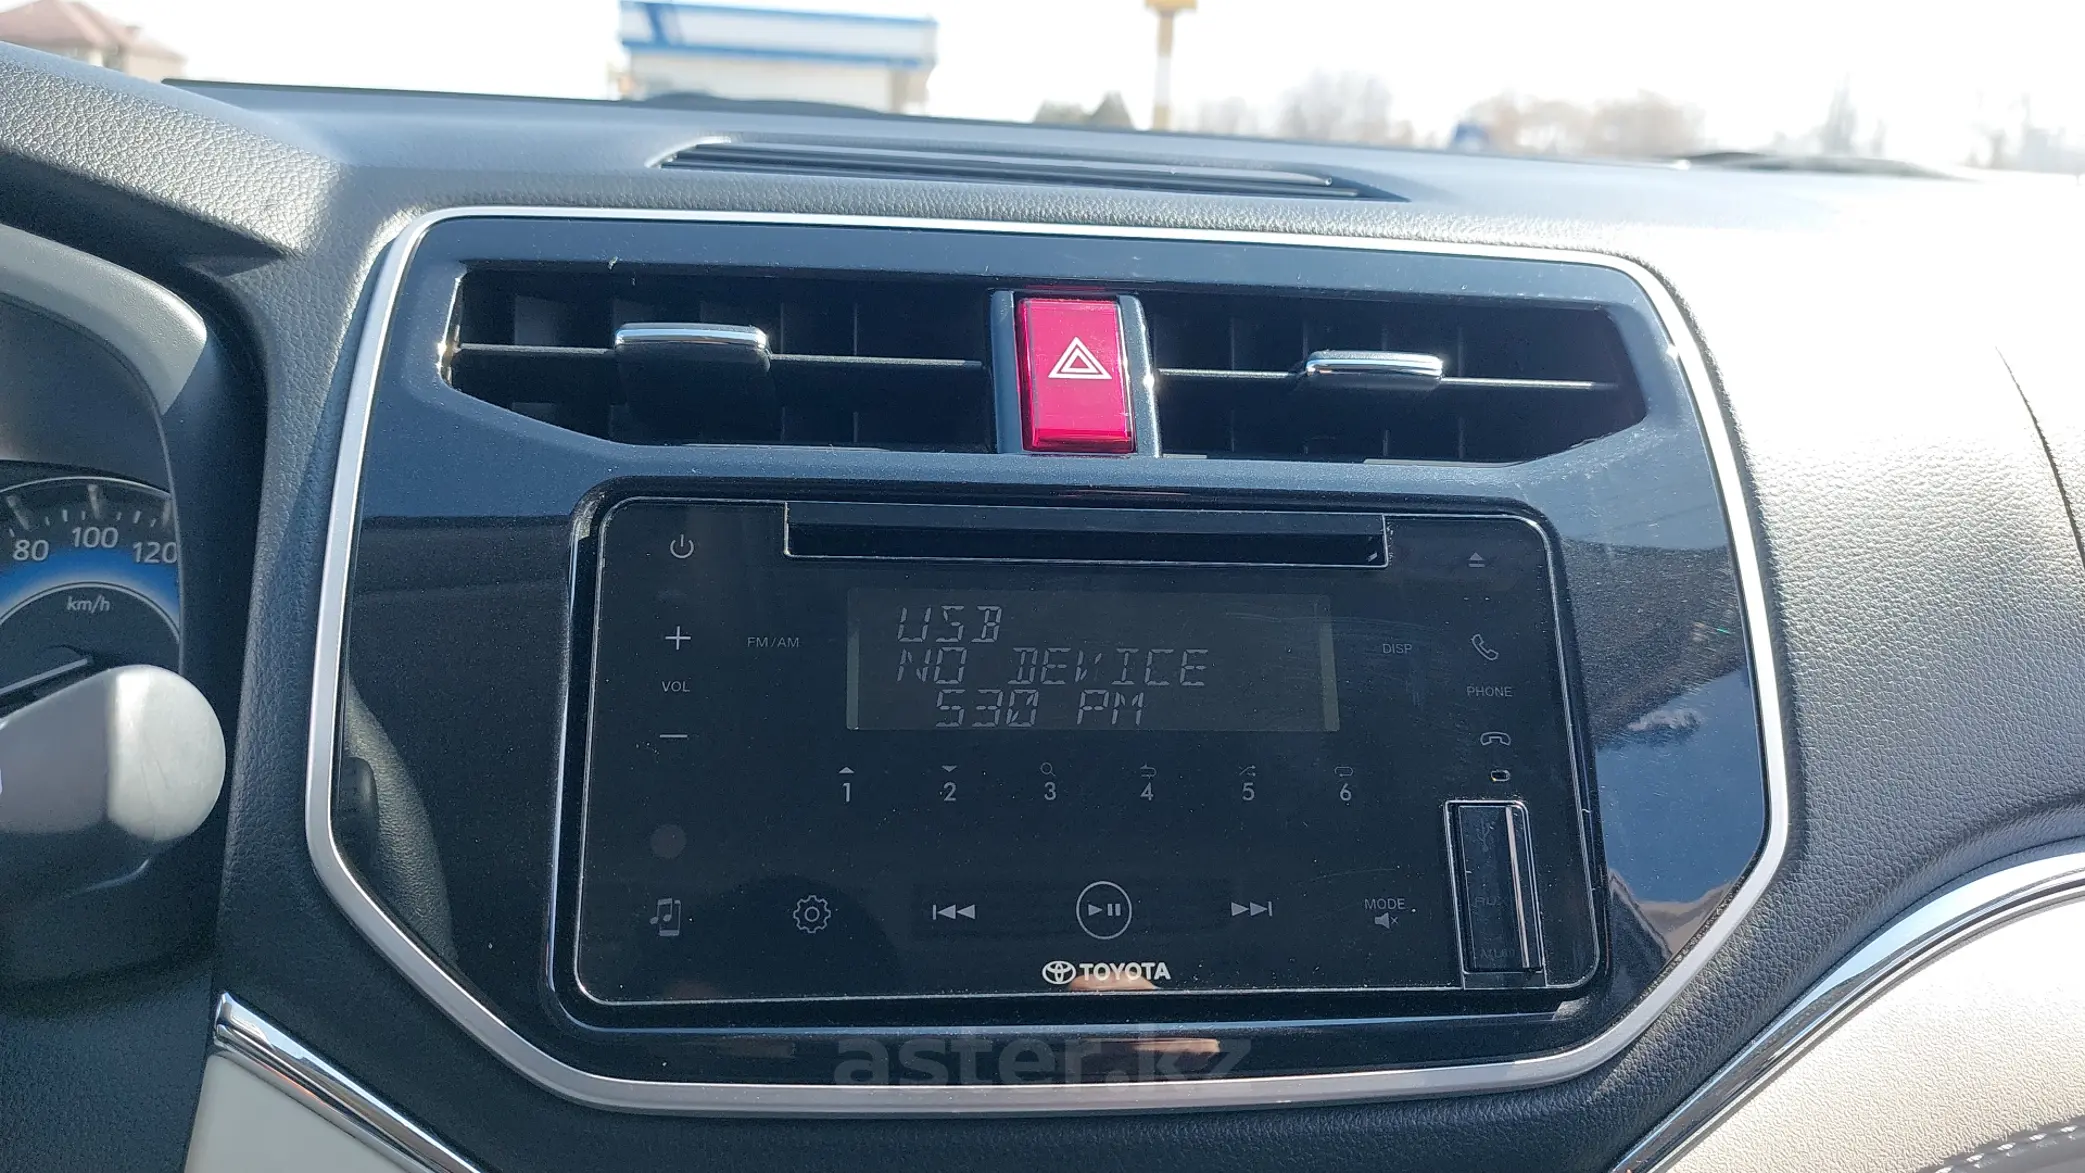 80 100 120
km/h
USB
NO DEVICE
530 PM
FM/AM
DISP
VOL
PHONE
1 2 3 4 5 6
MODE
AUX
TOYOTA
aster.kz